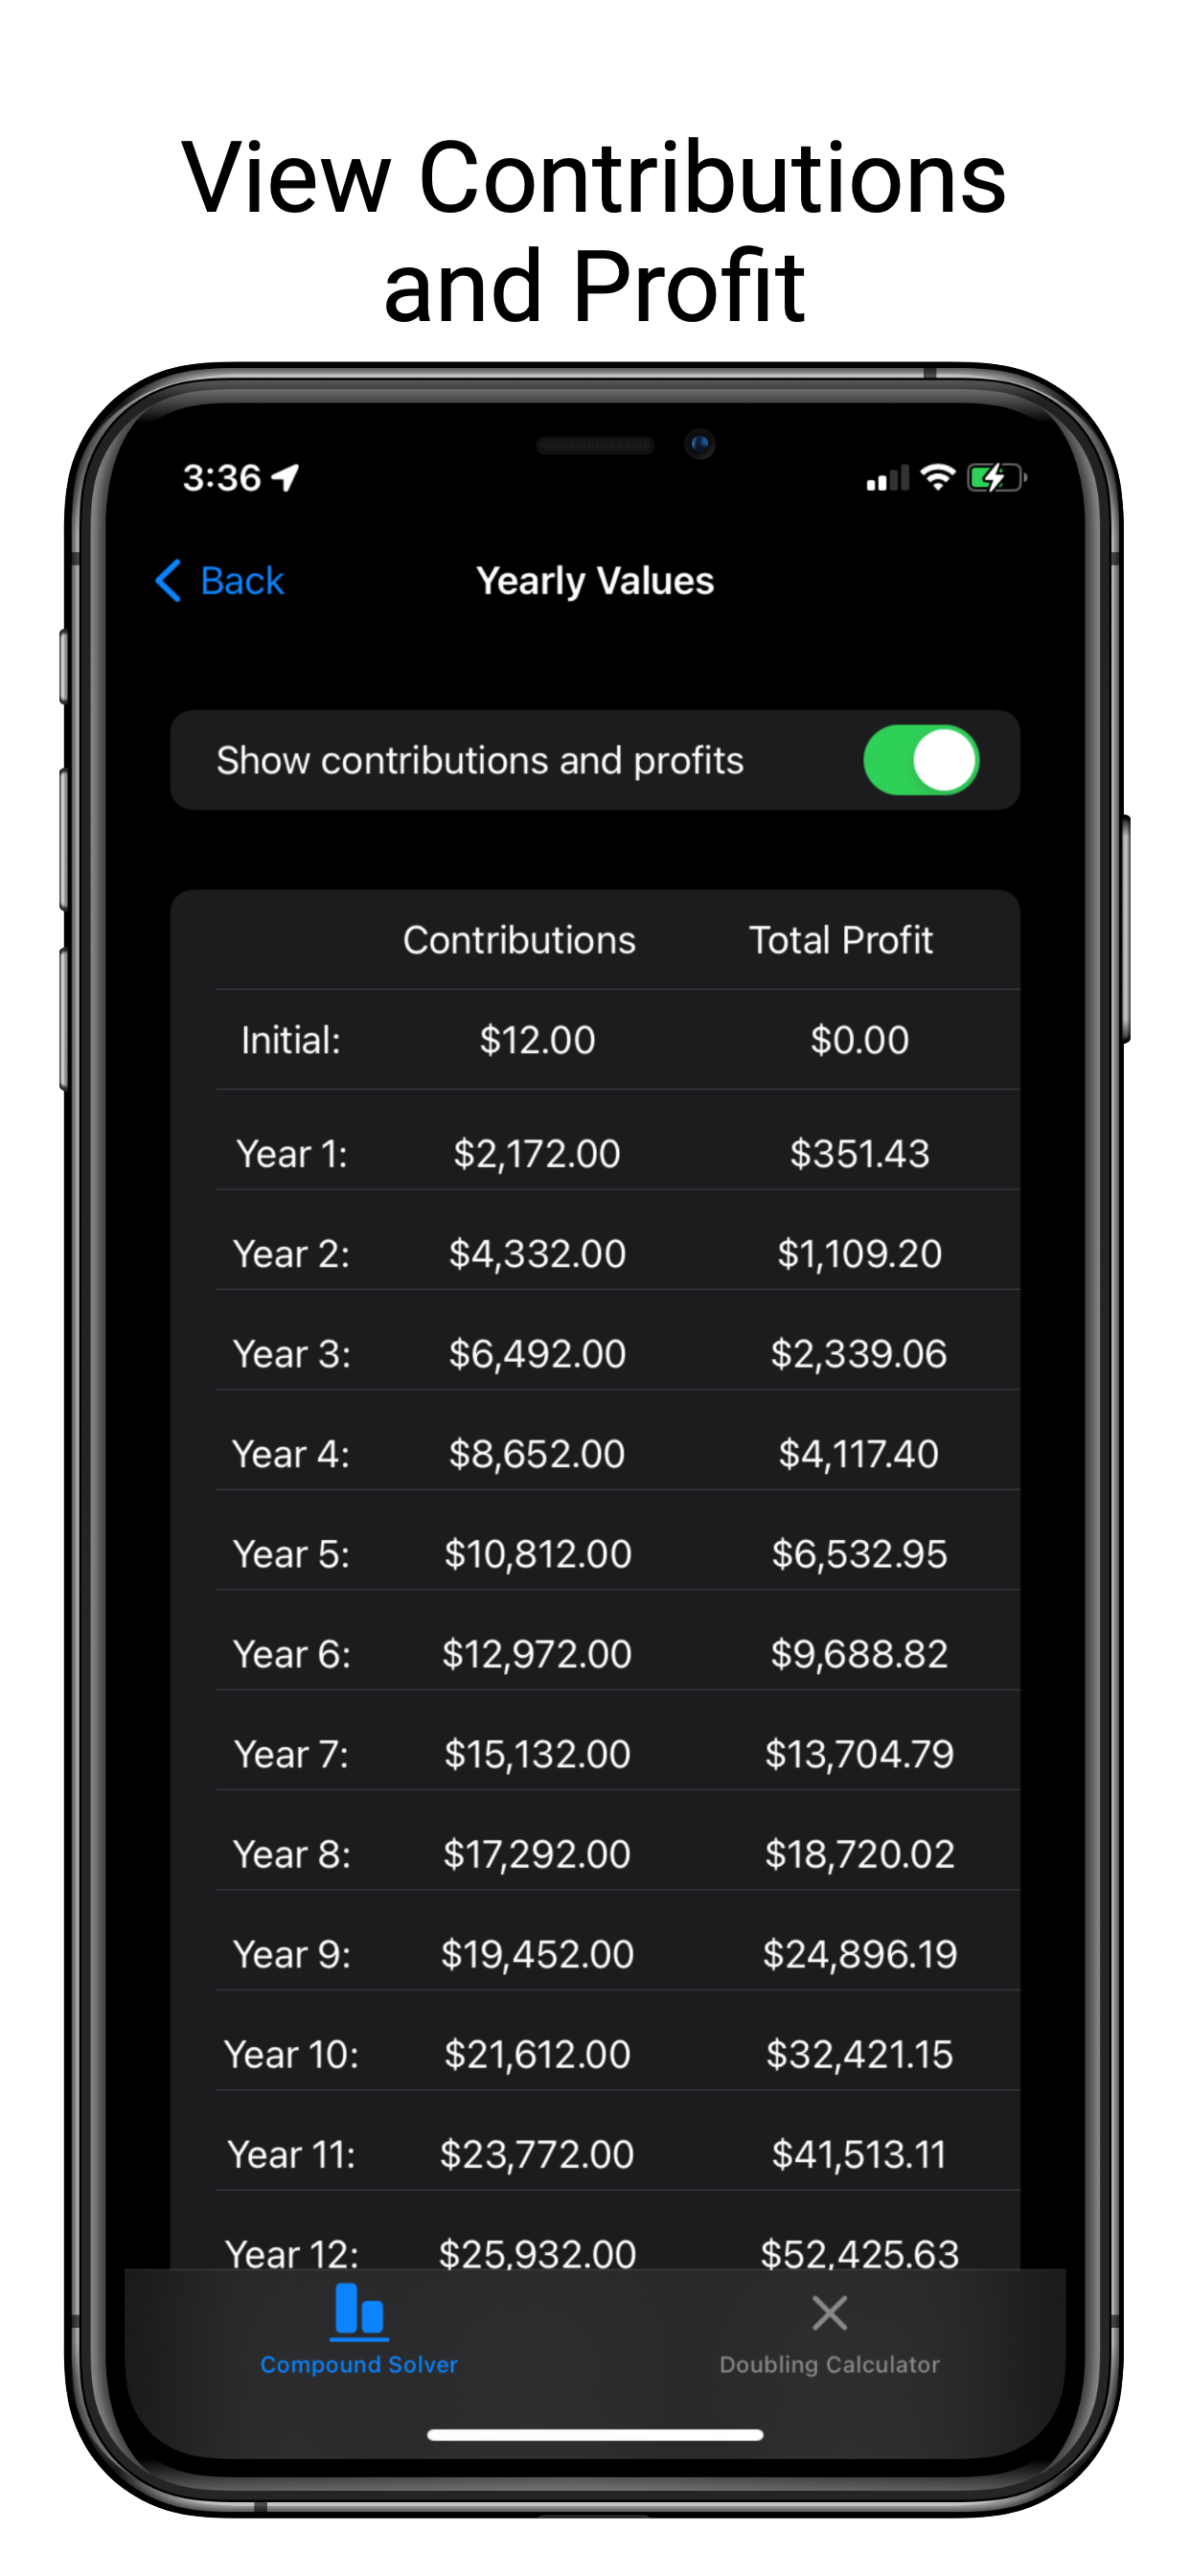 View Contributions
and Profit
3:36
Back Yearly Values
Show contributions and profits
Contributions Total Profit
Initial: $12.00 $0.00
Year 1: $2,172.00 $351.43
Year 2: $4,332.00 $1,109.20
Year 3: $6,492.00 $2,339.06
Year 4: $8,652.00 $4,117.40
Year 5: $10,812.00 $6,532.95
Year 6: $12,972.00 $9,688.82
Year 7: $15,132.00 $13,704.79
Year 8: $17,292.00 $18,720.02
Year 9: $19,452.00 $24,896.19
Year 10: $21,612.00 $32,421.15
Year 11: $23,772.00 $41,513.11
Year 12: $25,932.00 $52,425.63
Compound Solver Doubling Calculator